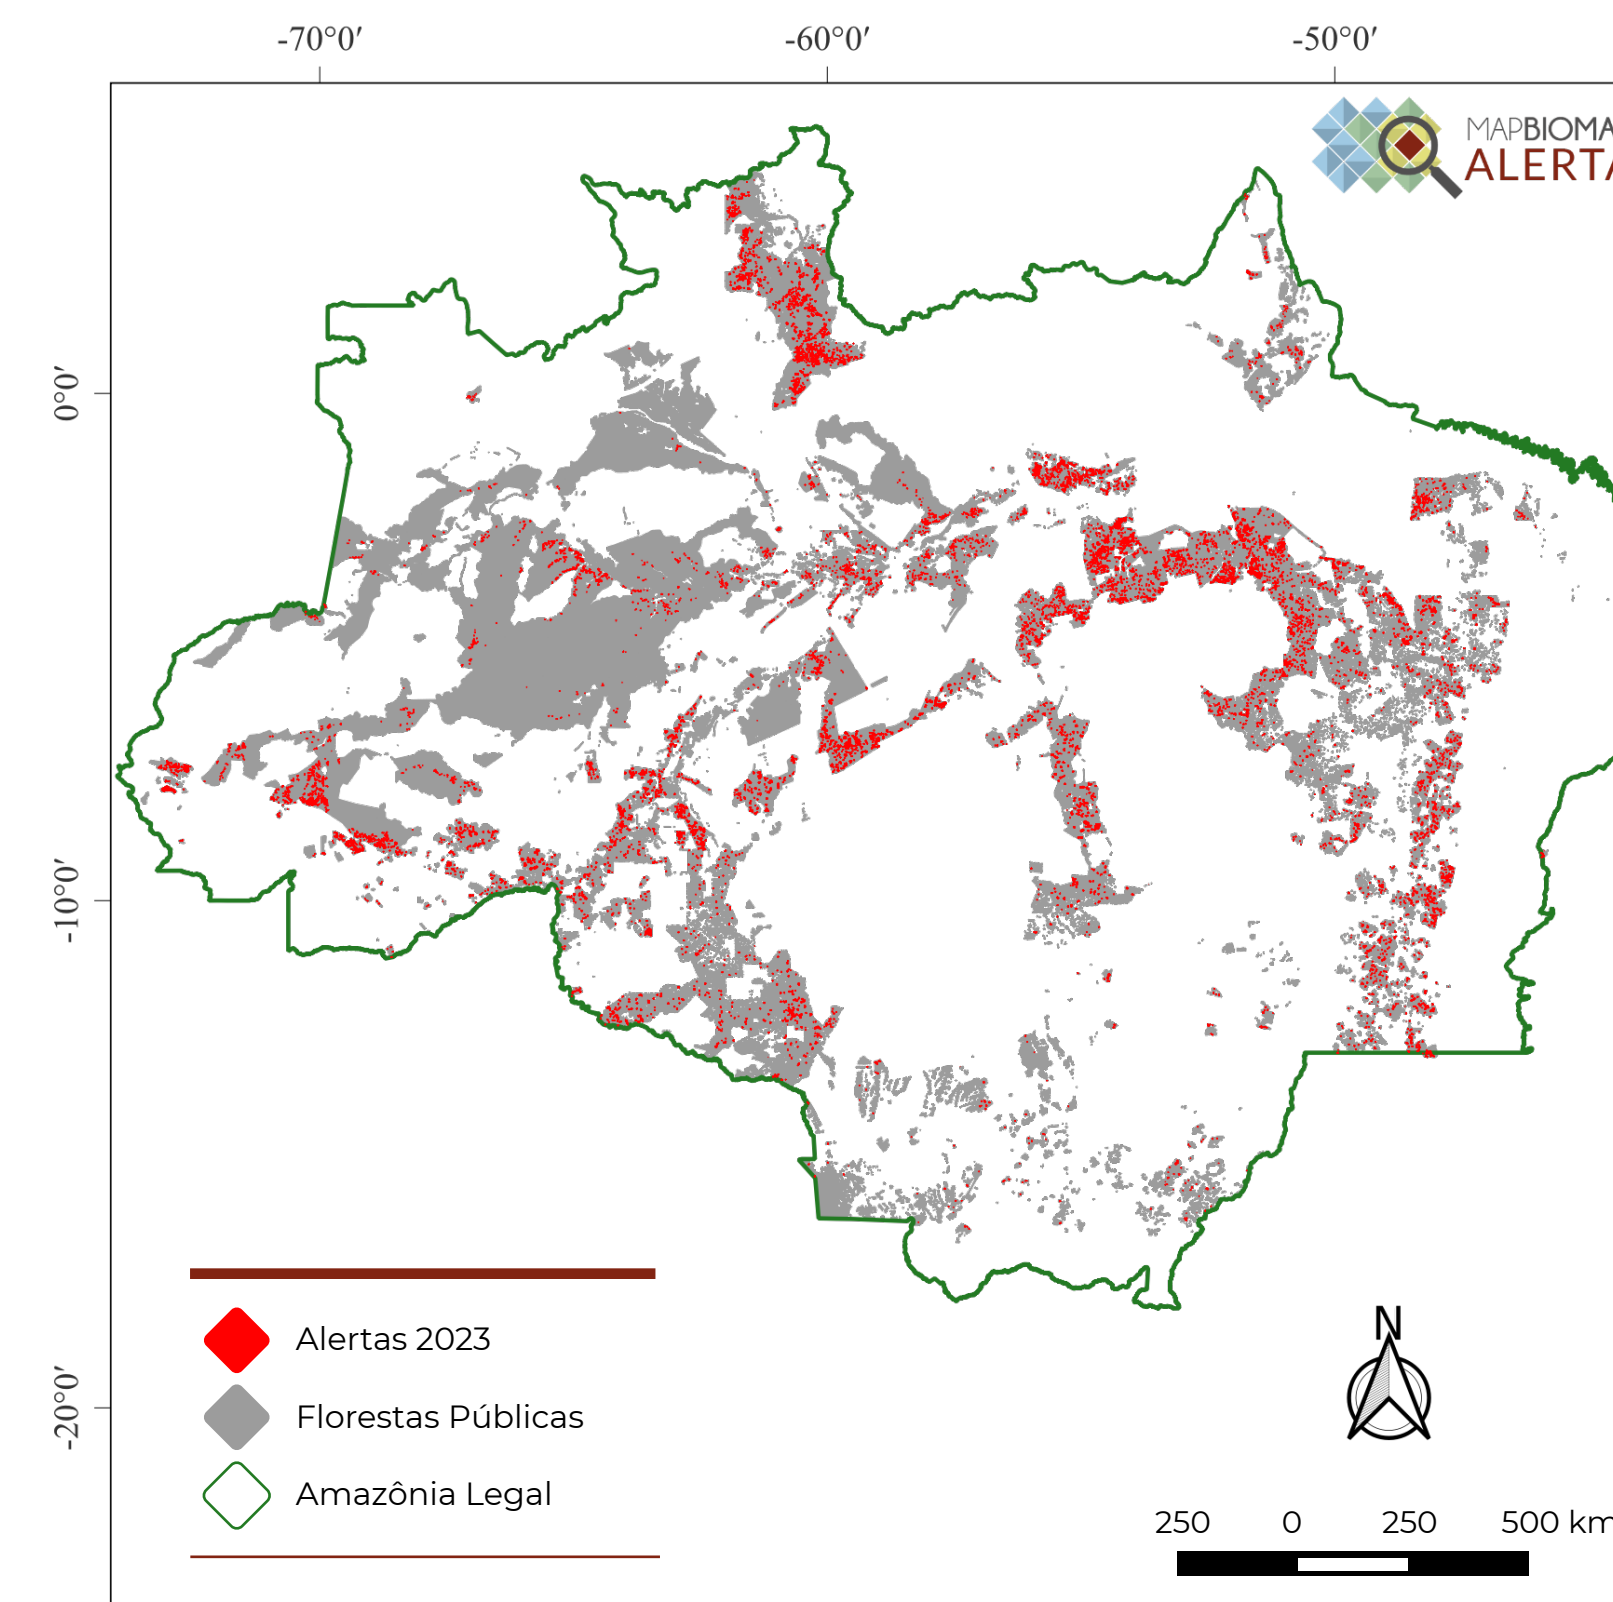 -70°0′ -60°0′ -50°0′
MAPBIOMA
ALERTA
0°0′
-10°0′
-20°0′
Alertas 2023
Florestas Públicas
Amazônia Legal
N
250 0 250 500 km